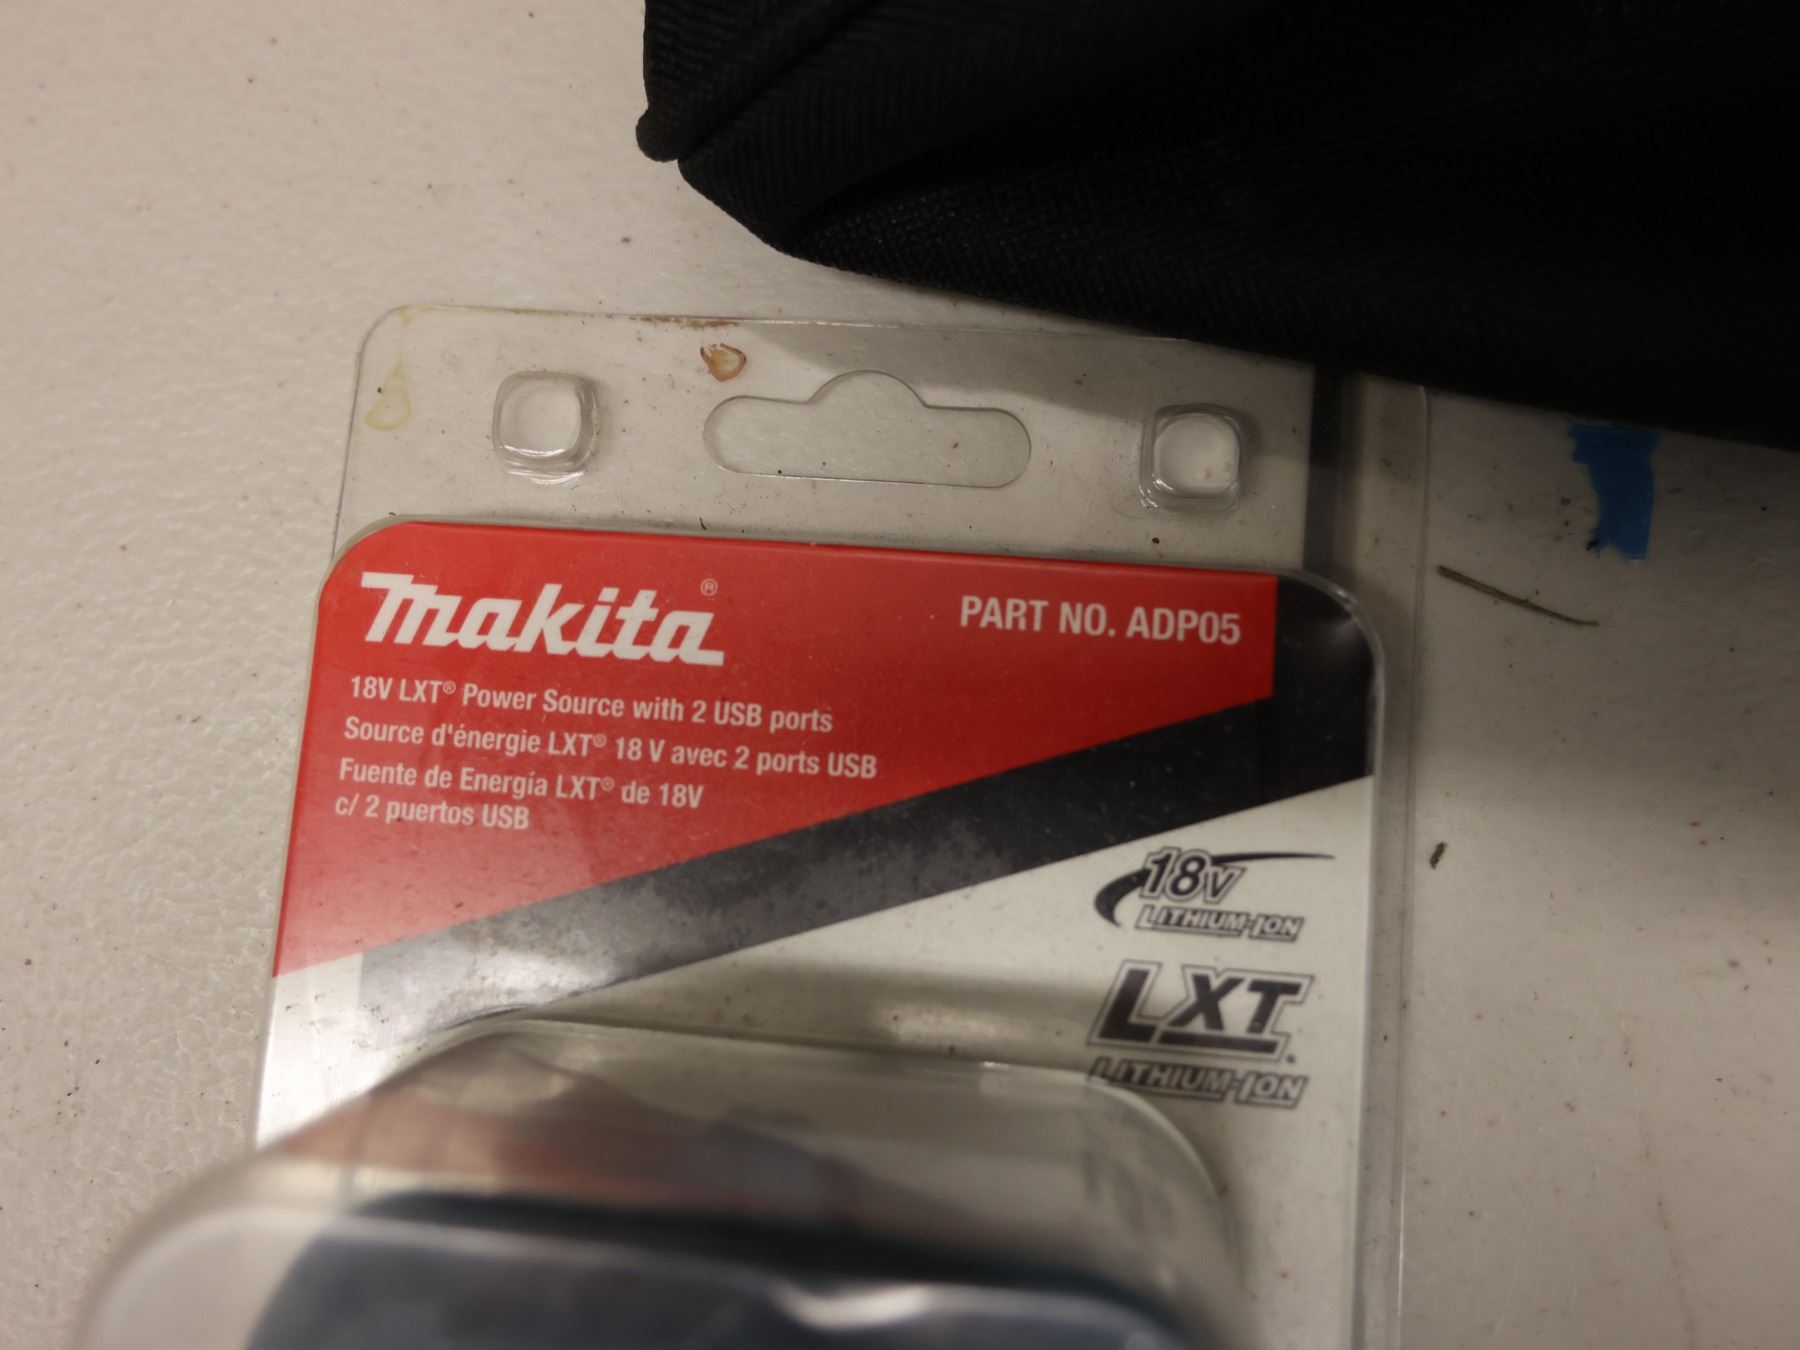 Makita®
PART NO. ADP05
18V LXT® Power Source with 2 USB ports
Source d'énergie LXT® 18 V avec 2 ports USB
Fuente de Energía LXT® de 18V
c/ 2 puertos USB
18V
LITHIUM-ION
LXT.
LITHIUM-ION